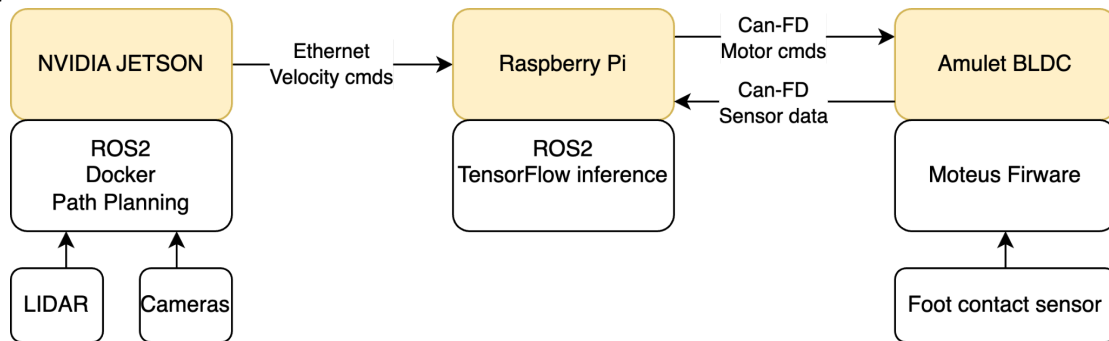 NVIDIA JETSON
Ethernet
Velocity cmds
Raspberry Pi
Can-FD
Motor cmds
Can-FD
Sensor data
Amulet BLDC
ROS2
Docker
Path Planning
ROS2
TensorFlow inference
Moteus Firware
LIDAR
Cameras
Foot contact sensor